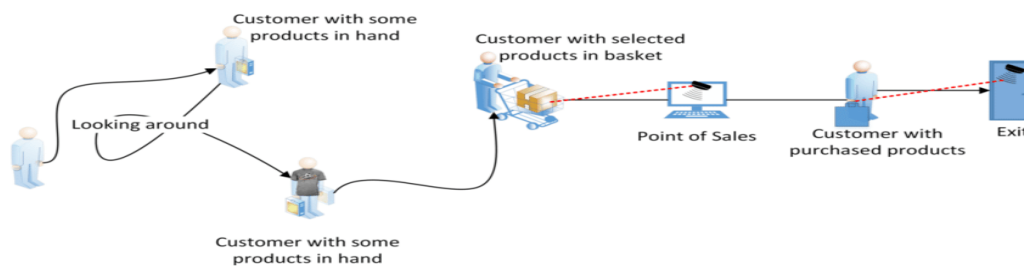 Customer with some
products in hand
Customer with selected
products in basket
Looking around
Point of Sales
Customer with
purchased products
Exit
Customer with some
products in hand